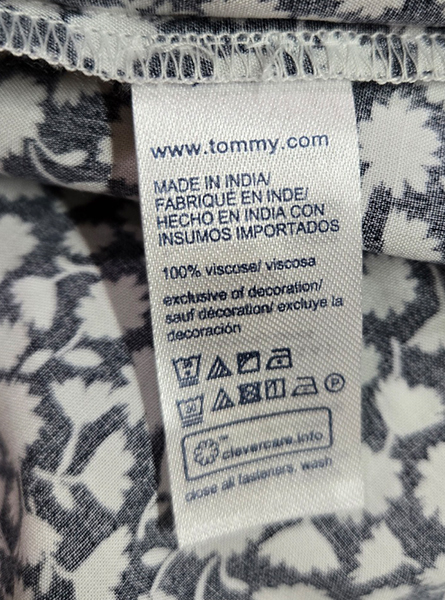 www.tommy.com
MADE IN INDIA/
FABRIQUE EN INDE/
HECHO EN INDIA CON
INSUMOS IMPORTADOS
100% viscose/ viscosa
exclusive of decoration/
sauf décoration/ excluye la
decoración
P
clevercare.info
close all fasteners, wash